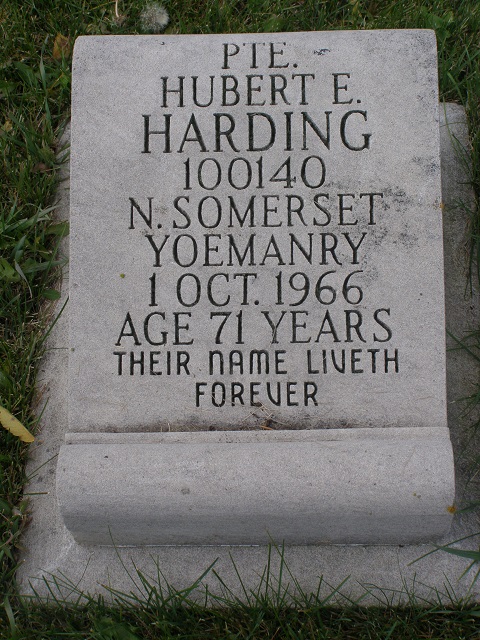 PTE.
HUBERT E.
HARDING
100140
N. SOMERSET
YOEMANRY
1 OCT. 1966
AGE 71 YEARS
THEIR NAME LIVETH
FOREVER